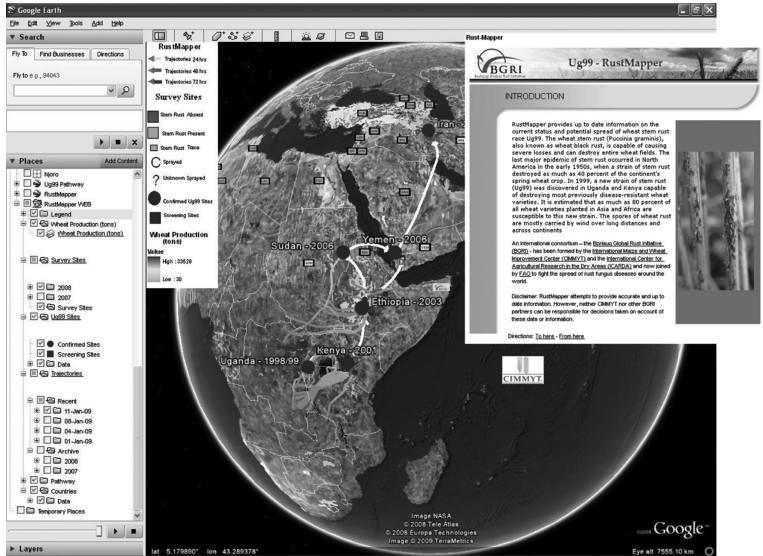 Google Earth
File Edit View Tools Add Help
Search
Fly To Find Businesses Directions
Fly to e.g., 94043
Places Add Content
Njoro
Ug99 Pathway
RustMapper
RustMapper WEB
Legend
Wheat Production (tons)
Wheat Production (tons)
Survey Sites
2008
2007
Survey Sites
Ug99 Sites
Confirmed Sites
Screening Sites
Data
Trajectories
Recent
11-Jan-09
08-Jan-09
04-Jan-09
01-Jan-09
Archive
2008
2007
Pathway
Countries
Data
Temporary Places
Layers
RustMapper
Trajectories 24hrs
Trajectories 48 hrs
Trajectories 72 hrs
Survey Sites
Stem Rust Absent
Stem Rust Present
Stem Rust Trace
Sprayed
? Unknown Sprayed
Confirmed Ug99 Sites
Screening Sites
Wheat Production
(tons)
Value
High : 33528
Low : 30
Iran - 2
Sudan - 2006
Yemen - 2006
Ethiopia - 2003
Kenya - 2001
Uganda - 1998/99
Rust-Mapper
BGRI
Borlaug Global Rust Initiative
Ug99 - RustMapper
INTRODUCTION
RustMapper provides up to date information on the
current status and potential spread of wheat stem rust
race Ug99. The wheat stem rust (Puccinia graminis),
also known as wheat black rust, is capable of causing
severe losses and can destroy entire wheat fields. The
last major epidemic of stem rust occurred in North
America in the early 1950s, when a strain of stem rust
destroyed as much as 40 percent of the continent's
spring wheat crop. In 1999, a new strain of stem rust
(Ug99) was discovered in Uganda and Kenya capable
of destroying most previously disease-resistant wheat
varieties. It is estimated that as much as 80 percent of
all wheat varieties planted in Asia and Africa are
susceptible to this new strain. The spores of wheat rust
are mostly carried by wind over long distances and
across continents
An International consortium – the Borlaug Global Rust Initiative
(BGRI) - has been formed by the International Maize and Wheat
Improvement Center (CIMMYT) and the International Center for
Agricultural Research in the Dry Areas (ICARDA) and now joined
by FAO to fight the spread of rust fungus diseases around the
world.
Disclaimer: RustMapper attempts to provide accurate and up to
date information. However, neither CIMMYT nor other BGRI
partners can be responsible for decisions taken on account of
these data or information.
Directions: To here - From here
CIMMYT
Image NASA
© 2008 Tele Atlas
© 2008 Europa Technologies
Image © 2009 TerraMetrics
©2008 Google
lat 5.179890° lon 43.289378°
Eye alt 7555.10 km